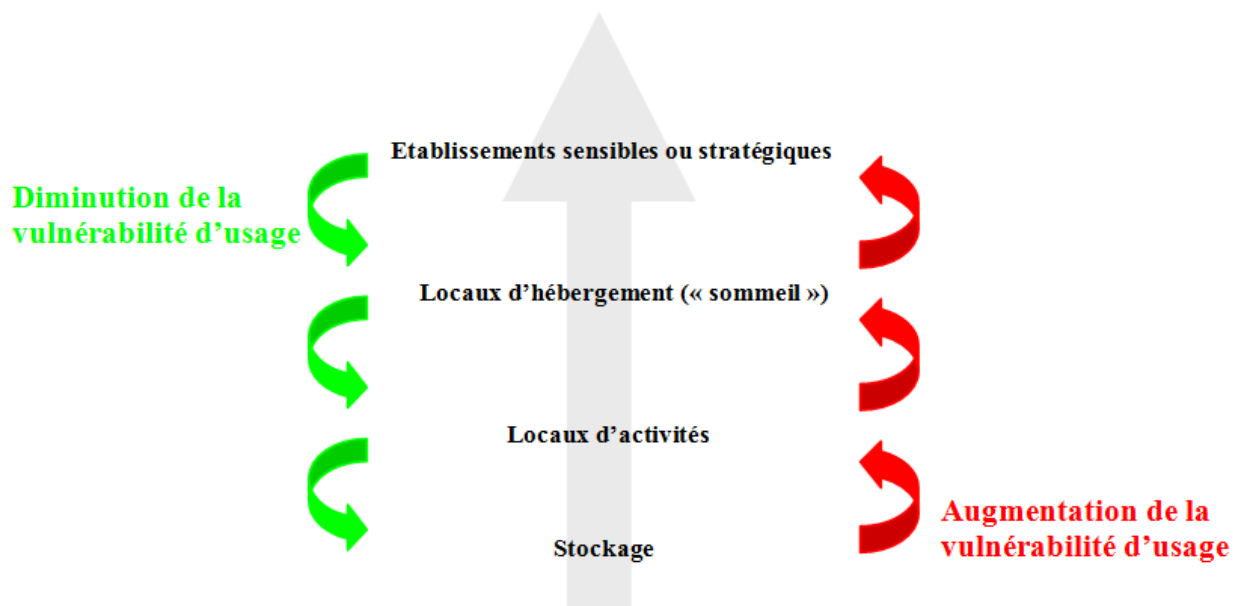 Etablissements sensibles ou stratégiques
Diminution de la
vulnérabilité d’usage
Locaux d’hébergement (« sommeil »)
Locaux d’activités
Augmentation de la
vulnérabilité d’usage
Stockage